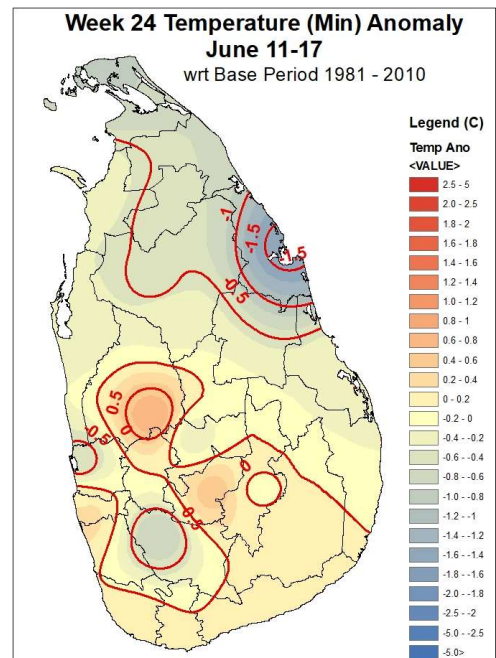 Week 24 Temperature (Min) Anomaly
June 11-17
wrt Base Period 1981 - 2010
Legend (C)
Temp Ano
<VALUE>
2.5 - 5
2.0 - 2.5
1.8 - 2
1.6 - 1.8
1.4 - 1.6
1.2 - 1.4
1.0 - 1.2
0.8 - 1
0.6 - 0.8
0.4 - 0.6
0.2 - 0.4
0 - 0.2
-0.2 - 0
-0.4 - -0.2
-0.6 - -0.4
-0.8 - -0.6
-1.0 - -0.8
-1.2 - -1
-1.4 - -1.2
-1.6 - -1.4
-1.8 - -1.6
-2.0 - -1.8
-2.5 - -2
-5.0 - -2.5
-5.0>
-1
-1.5
-1.5
-0.5
0.5
0
-0.5
0
-0.5